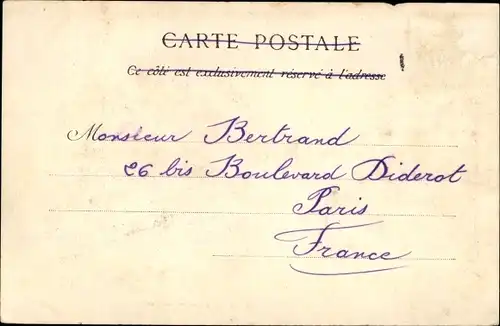 CARTE POSTALE
Ce côté est exclusivement réservé à l'adresse
Monsieur Bertrand
26 bis Boulevard Diderot
Paris
France